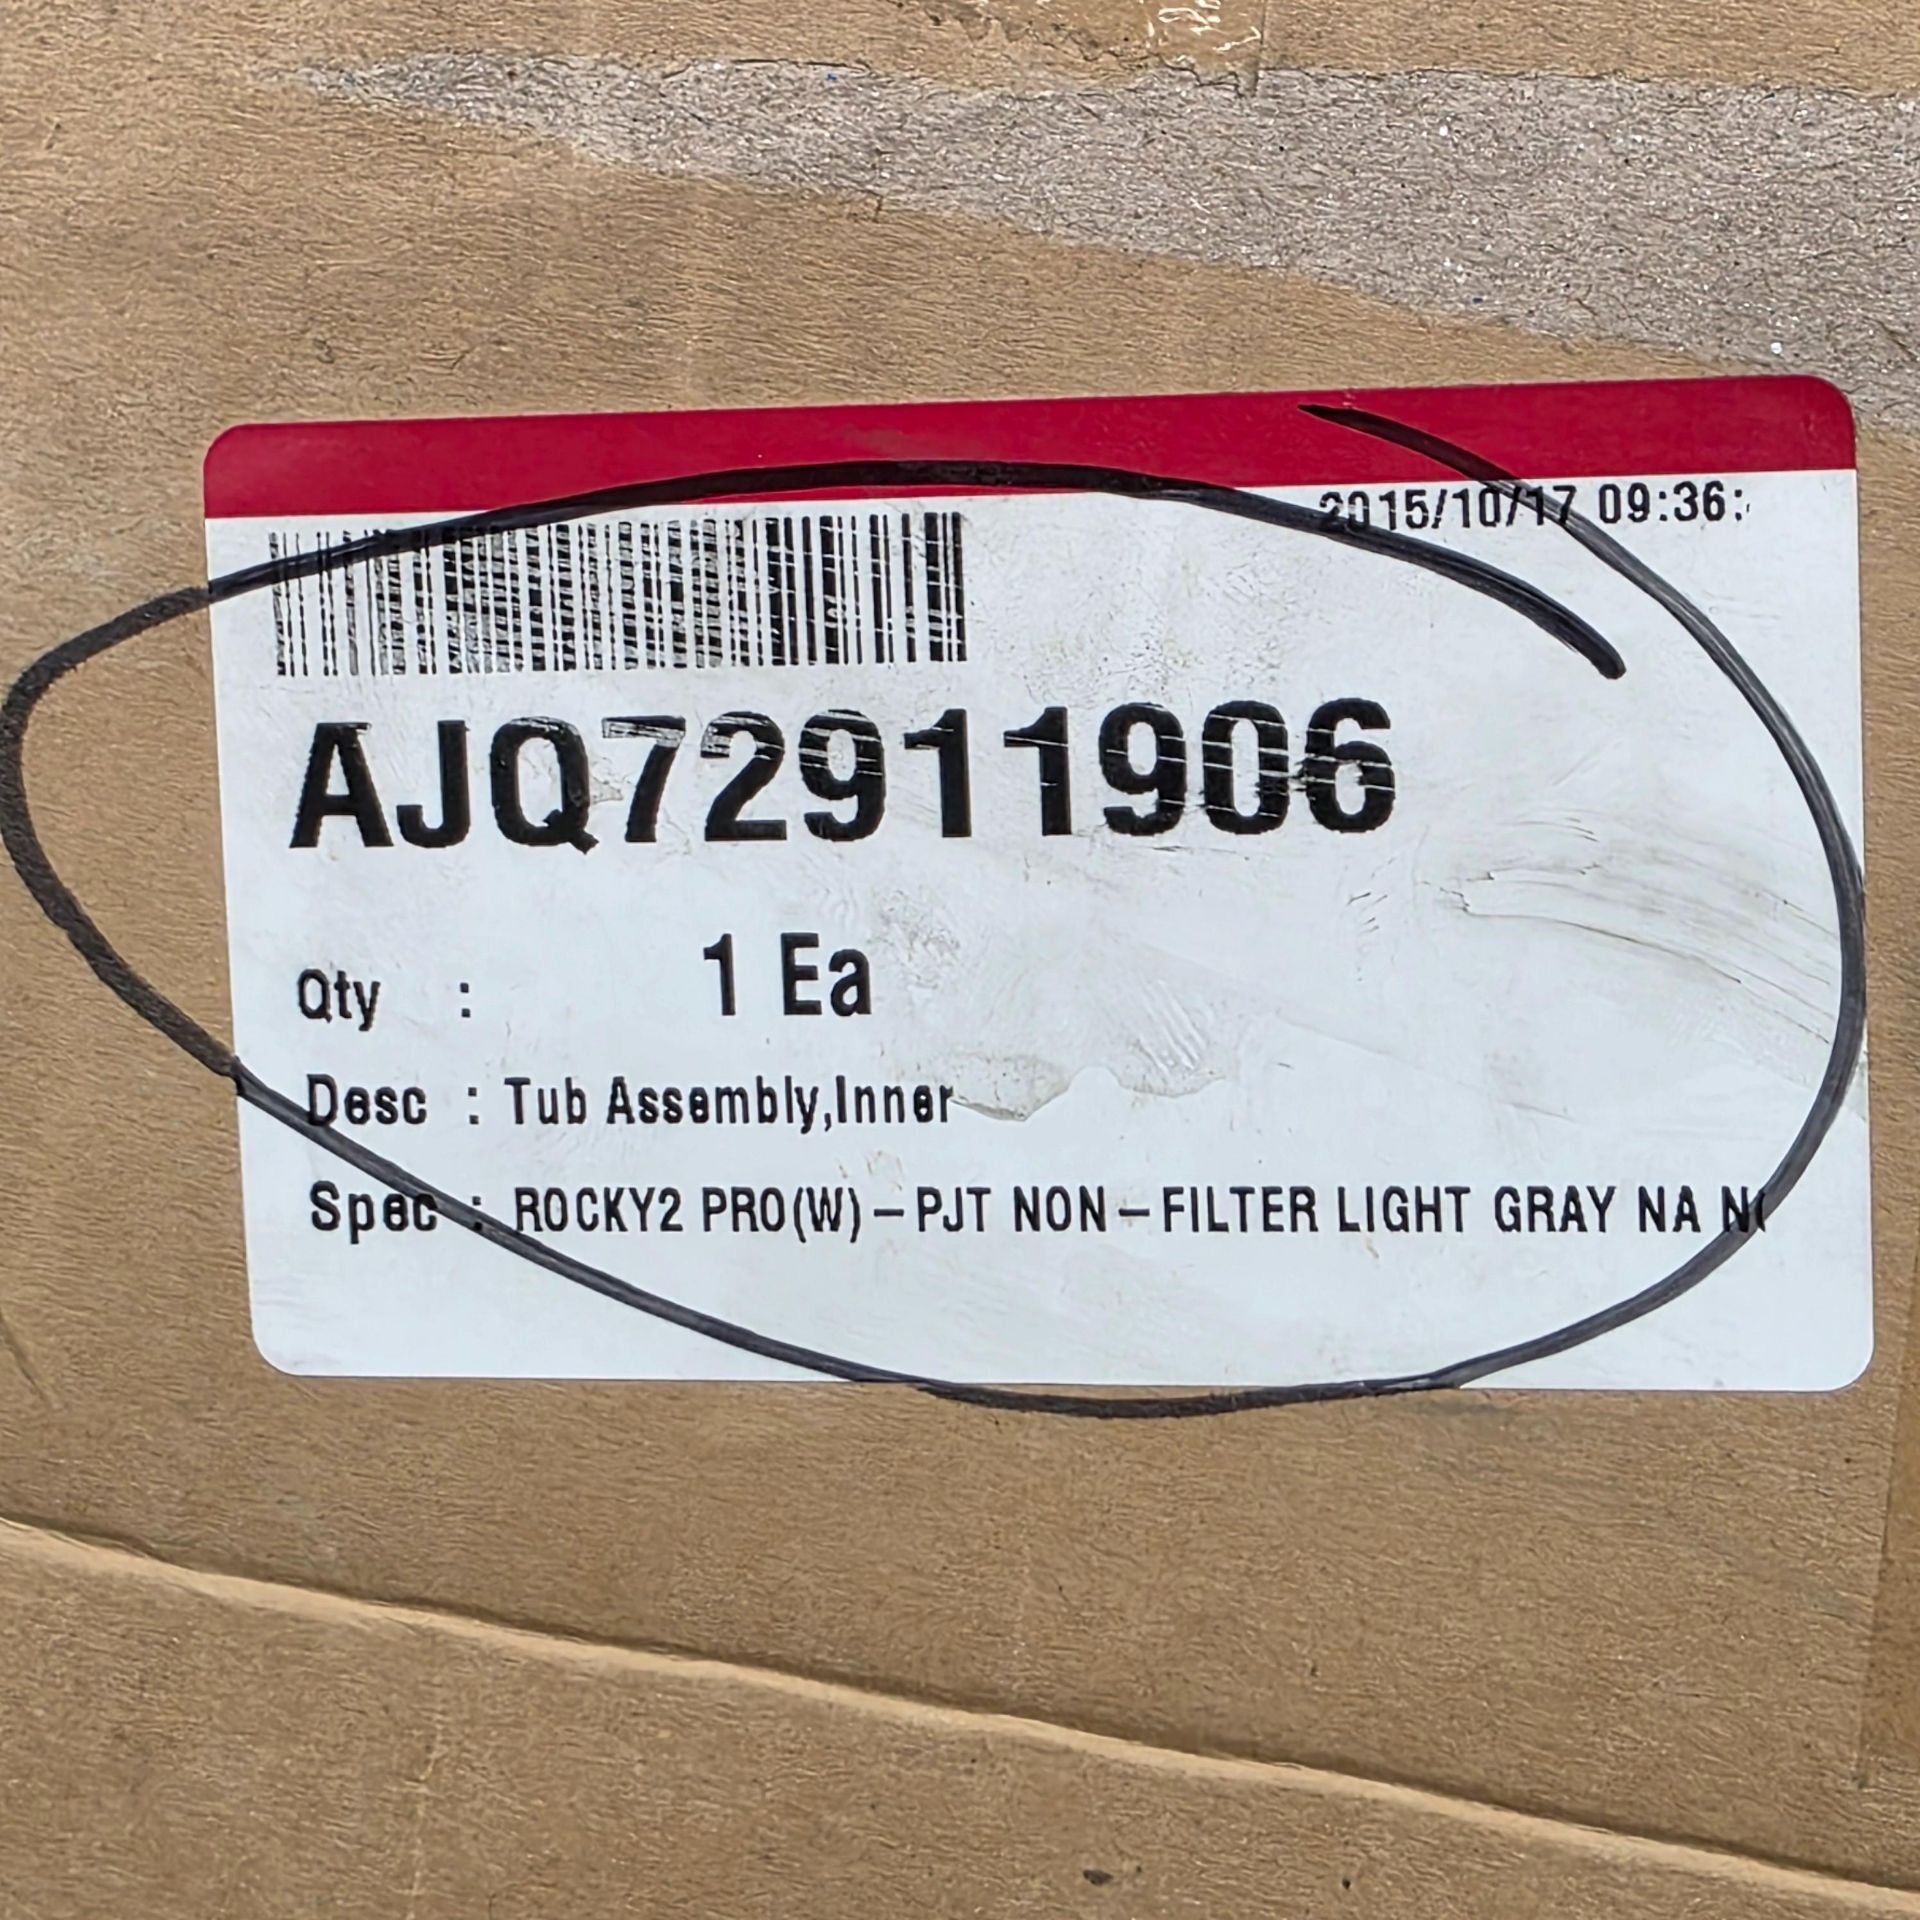 2015/10/17 09:36:
AJQ72911906
Qty : 1 Ea
Desc : Tub Assembly,Inner
Spec : ROCKY2 PRO(W)-PJT NON-FILTER LIGHT GRAY NA